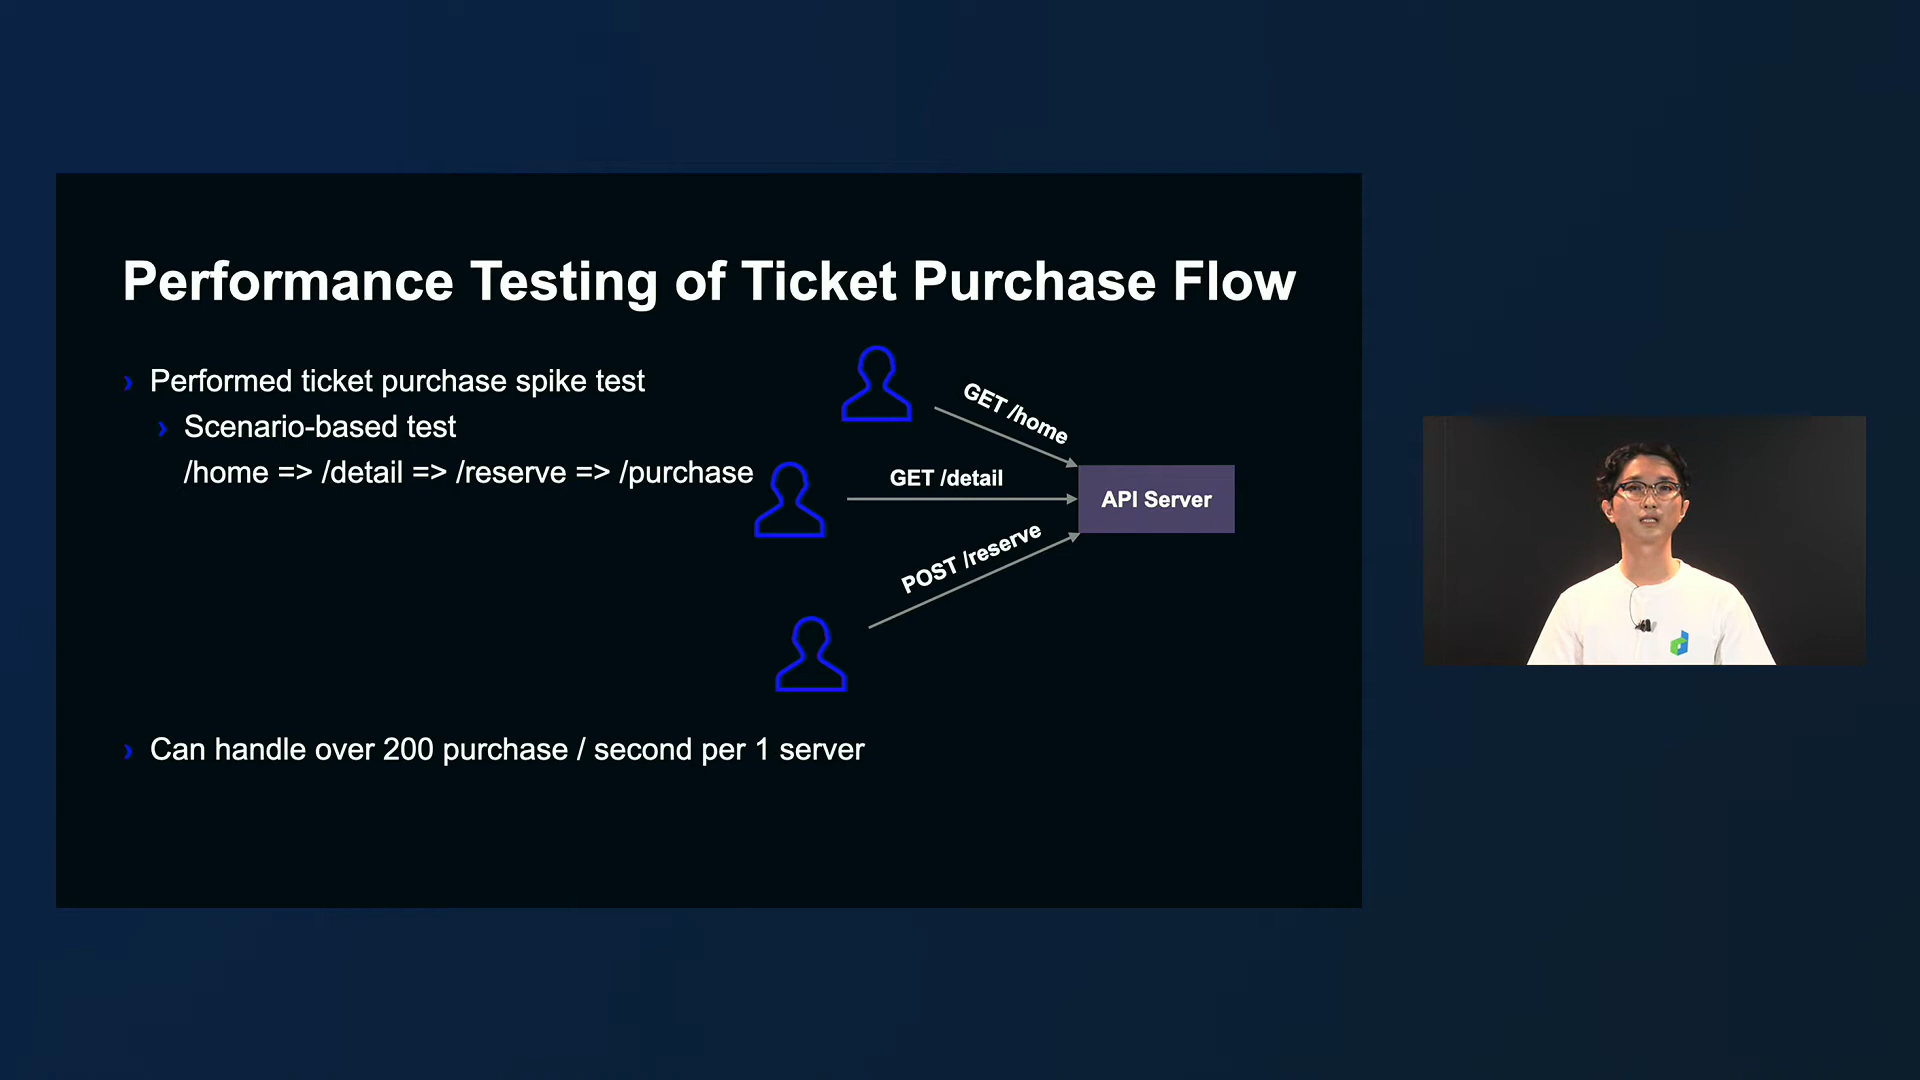 Performance Testing of Ticket Purchase Flow
› Performed ticket purchase spike test
› Scenario-based test
/home => /detail => /reserve => /purchase
GET /home
GET /detail
API Server
POST /reserve
› Can handle over 200 purchase / second per 1 server